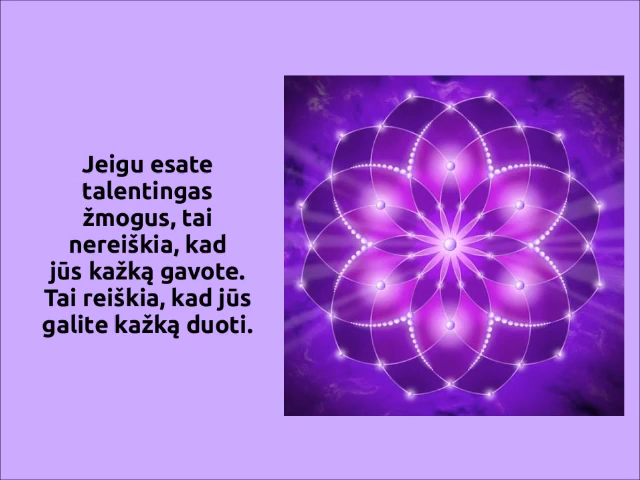 Jeigu esate
talentingas
žmogus, tai
nereiškia, kad
jūs kažką gavote.
Tai reiškia, kad jūs
galite kažką duoti.